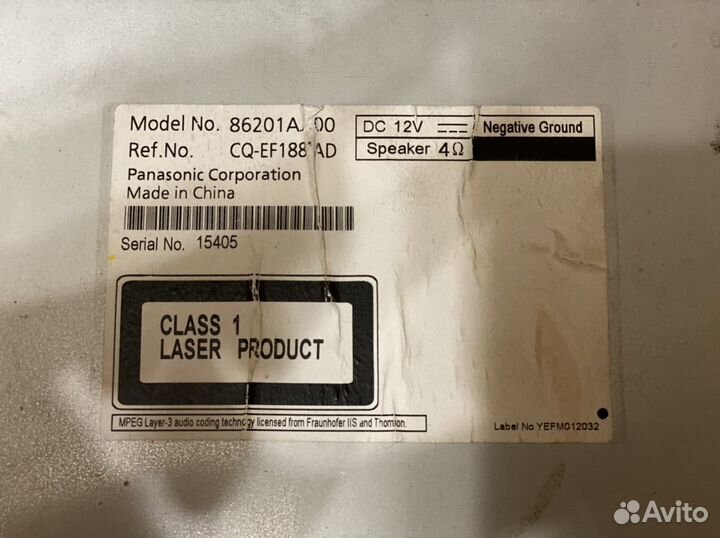 Model No.
Ref.No.
Panasonic Corporation
Made in China
Serial No. 15405
DC 12V Negative Ground
Speaker 4Ω
CLASS 1
LASER PRODUCT
MPEG Layer-3 audio coding technology licensed from Fraunhofer IIS and Thomson.
Label No YEFM012032
Avito